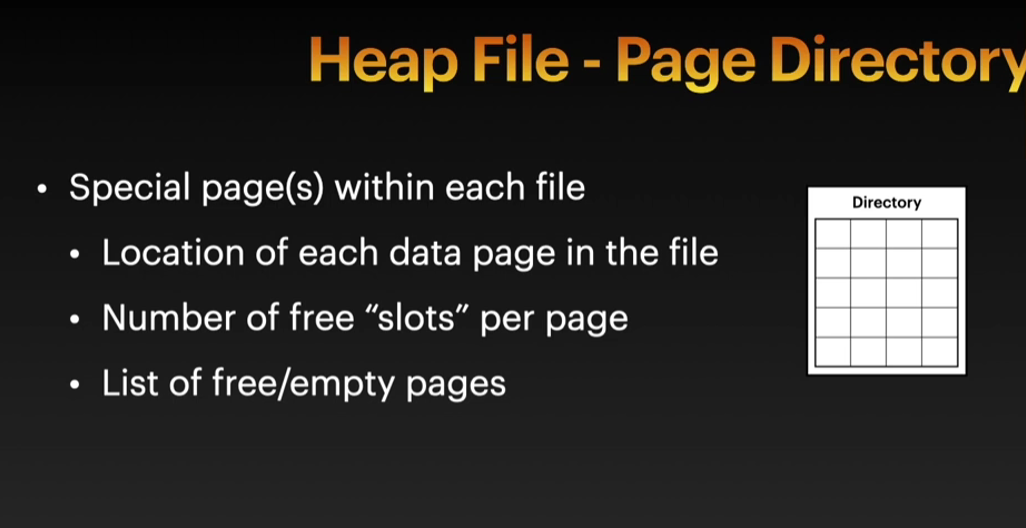 Heap File - Page Directory
• Special page(s) within each file
• Location of each data page in the file
• Number of free “slots” per page
• List of free/empty pages
Directory